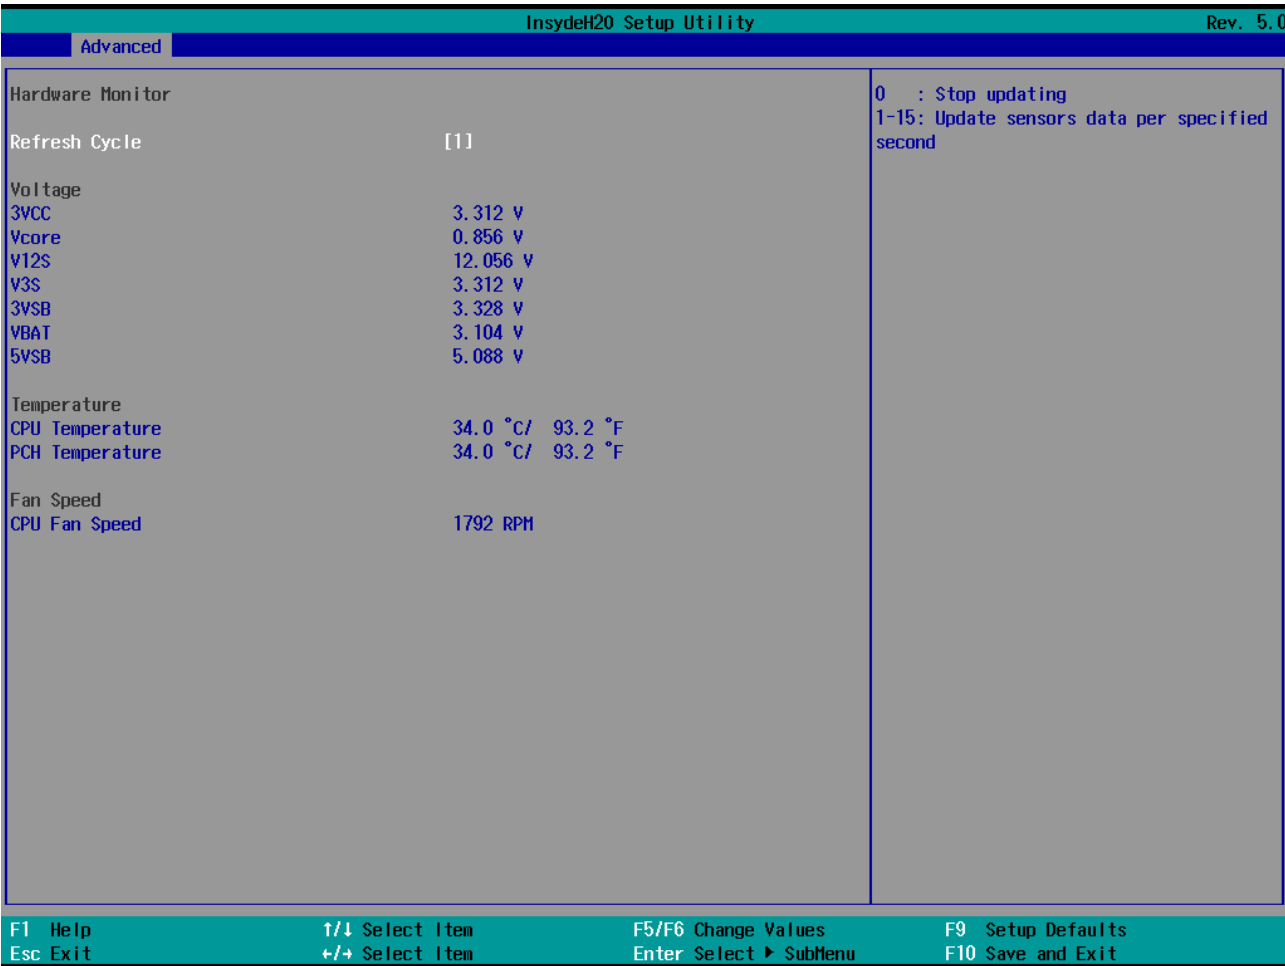 InsydeH20 Setup Utility Rev. 5.0
Advanced
Hardware Monitor
Refresh Cycle [1]
Voltage
3VCC 3.312 V
Vcore 0.856 V
V12S 12.056 V
V3S 3.312 V
3VSB 3.328 V
VBAT 3.104 V
5VSB 5.088 V
Temperature
CPU Temperature 34.0 °C/ 93.2 °F
PCH Temperature 34.0 °C/ 93.2 °F
Fan Speed
CPU Fan Speed 1792 RPM
0 : Stop updating
1-15: Update sensors data per specified
second
F1 Help ↑/↓ Select Item F5/F6 Change Values F9 Setup Defaults
Esc Exit ←/→ Select Item Enter Select ▶ SubMenu F10 Save and Exit